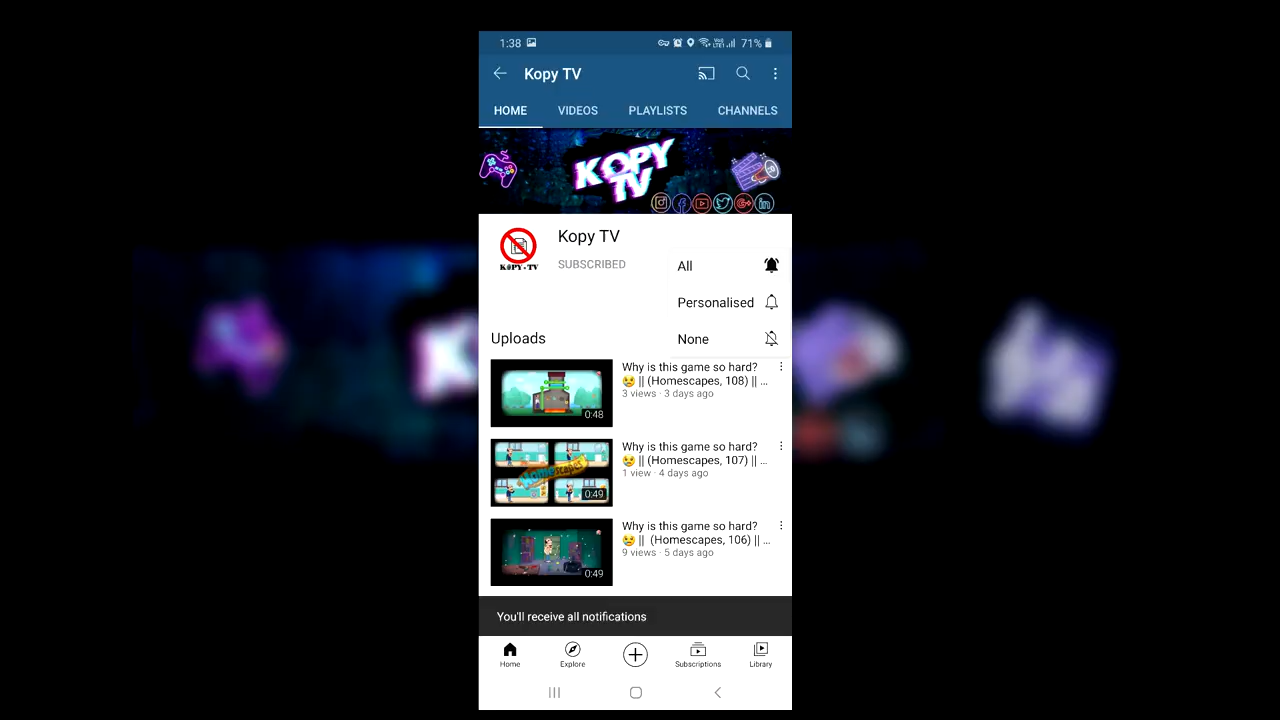 1:38
71%
Kopy TV
HOME VIDEOS PLAYLISTS CHANNELS
KOPY
TV
Kopy TV
SUBSCRIBED
KOPY-TV
All
Personalised
None
Uploads
Why is this game so hard?
😢 || (Homescapes, 108) || ...
3 views · 3 days ago
0:48
Why is this game so hard?
😢 || (Homescapes, 107) || ...
1 view · 4 days ago
Homescapes
0:49
Why is this game so hard?
😢 || (Homescapes, 106) || ...
9 views · 5 days ago
0:49
You'll receive all notifications
Home Explore Subscriptions Library